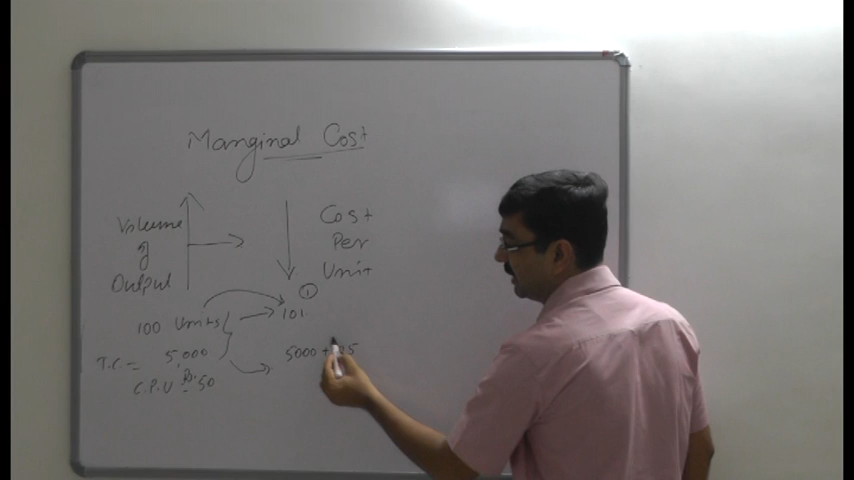 Marginal Cost
Volume
of
Output
Cost
Per
Unit
1
100 Units
101
T.C. = 5,000
5000 +
C.P.U = Rs. 50